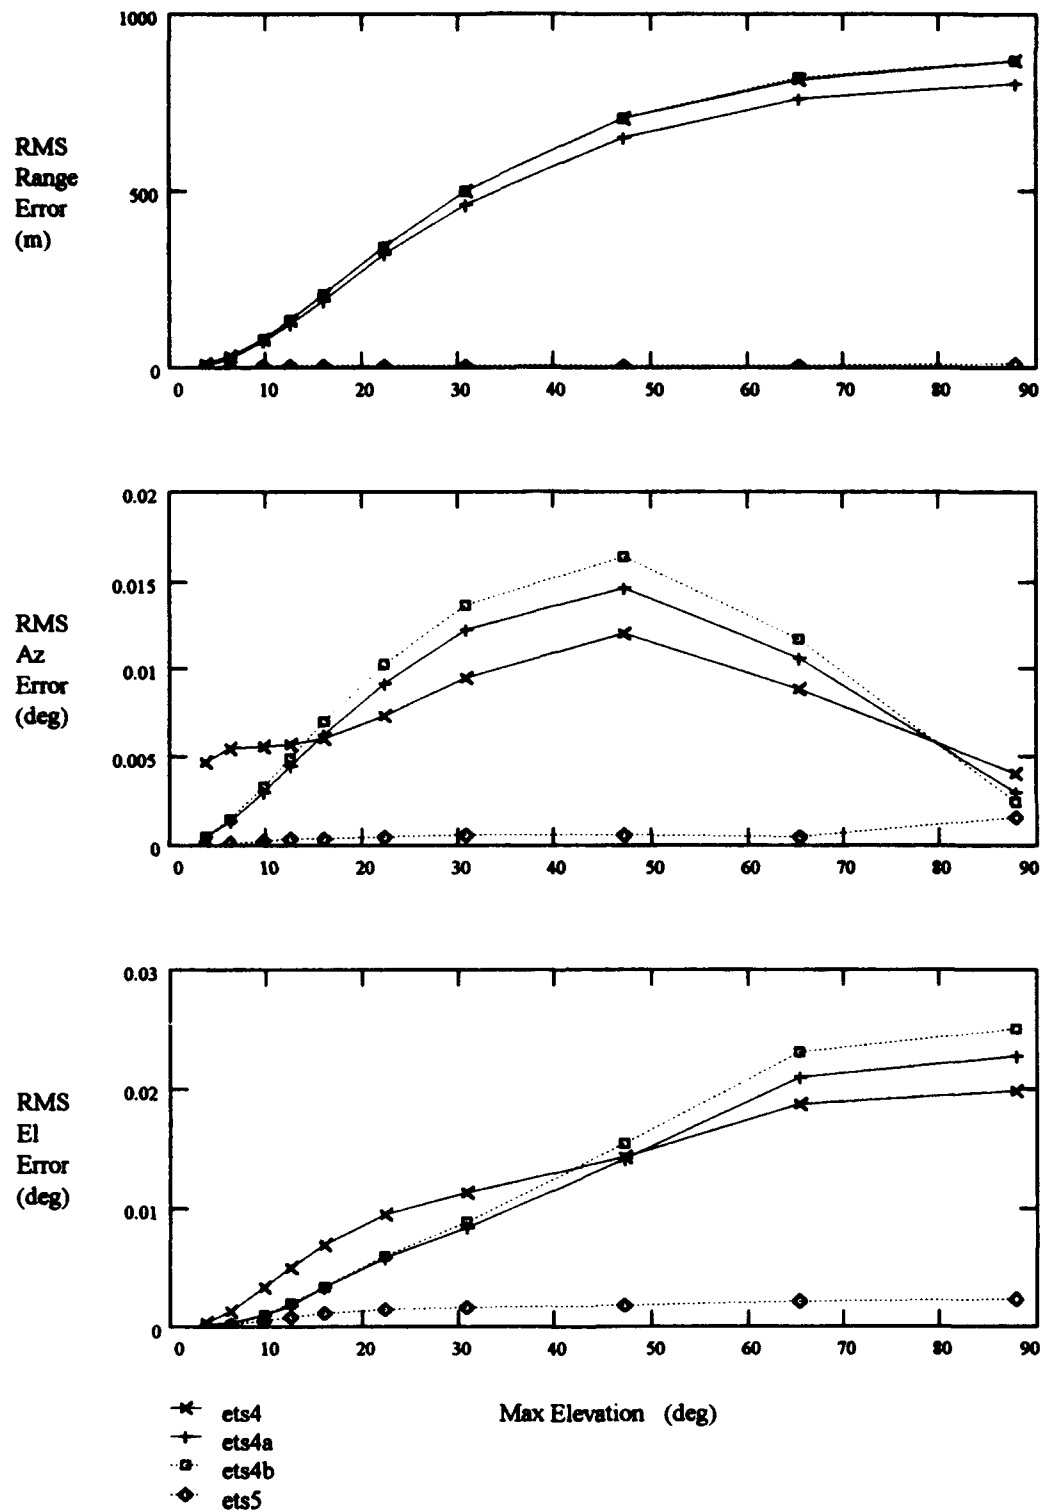 1000
RMS
Range
Error
(m)
500
0
0 10 20 30 40 50 60 70 80 90
0.02
0.015
RMS
Az
Error
(deg)
0.01
0.005
0
0 10 20 30 40 50 60 70 80 90
0.03
0.02
RMS
El
Error
(deg)
0.01
0
0 10 20 30 40 50 60 70 80 90
Max Elevation (deg)
ets4
ets4a
ets4b
ets5